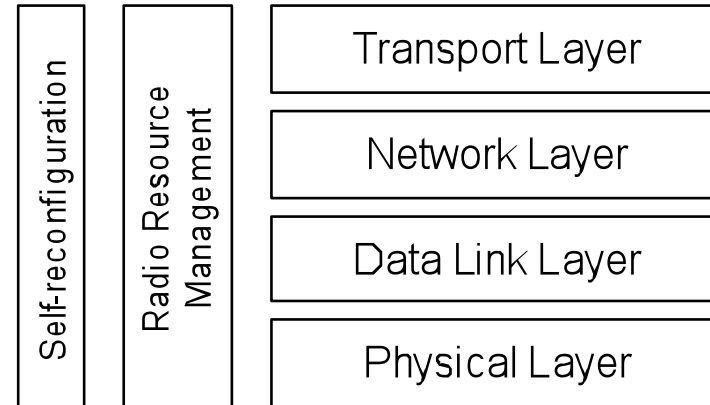 Self-reconfiguration
Radio Resource
Management
Transport Layer
Network Layer
Data Link Layer
Physical Layer